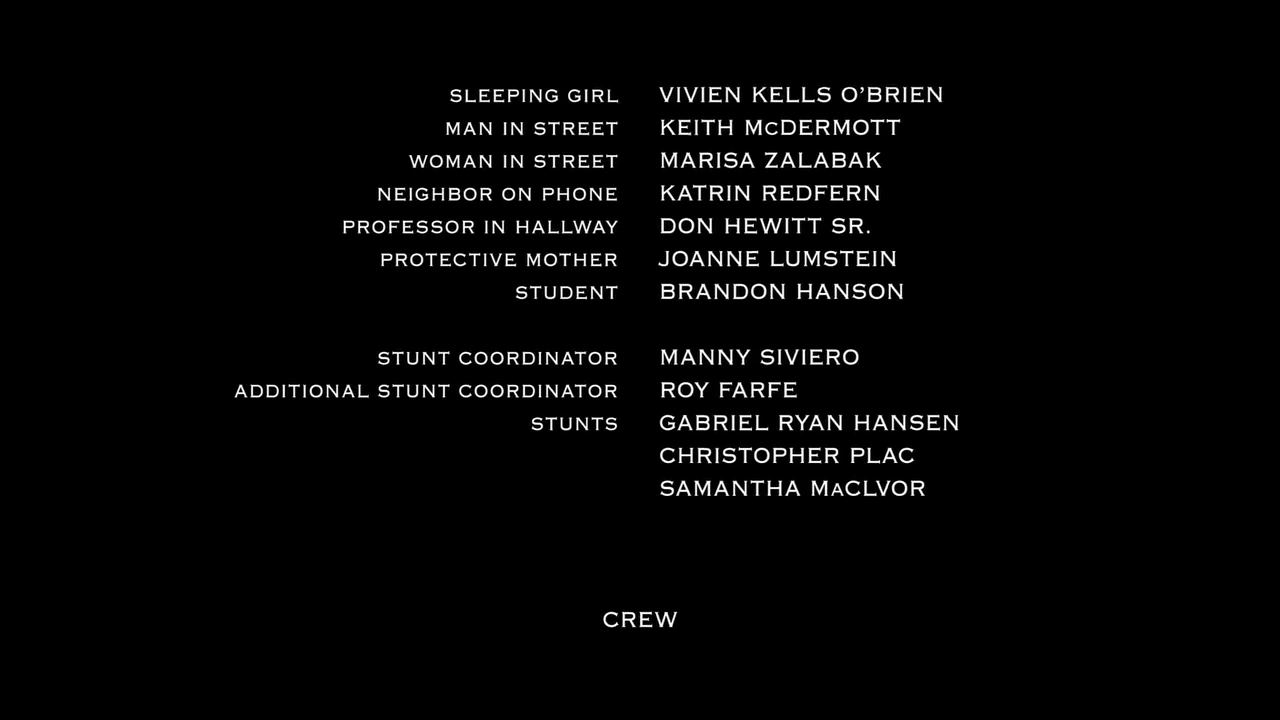 SLEEPING GIRL VIVIEN KELLS O’BRIEN
MAN IN STREET KEITH McDERMOTT
WOMAN IN STREET MARISA ZALABAK
NEIGHBOR ON PHONE KATRIN REDFERN
PROFESSOR IN HALLWAY DON HEWITT SR.
PROTECTIVE MOTHER JOANNE LUMSTEIN
STUDENT BRANDON HANSON
STUNT COORDINATOR MANNY SIVIERO
ADDITIONAL STUNT COORDINATOR ROY FARFE
STUNTS GABRIEL RYAN HANSEN
CHRISTOPHER PLAC
SAMANTHA MaCLVOR
CREW